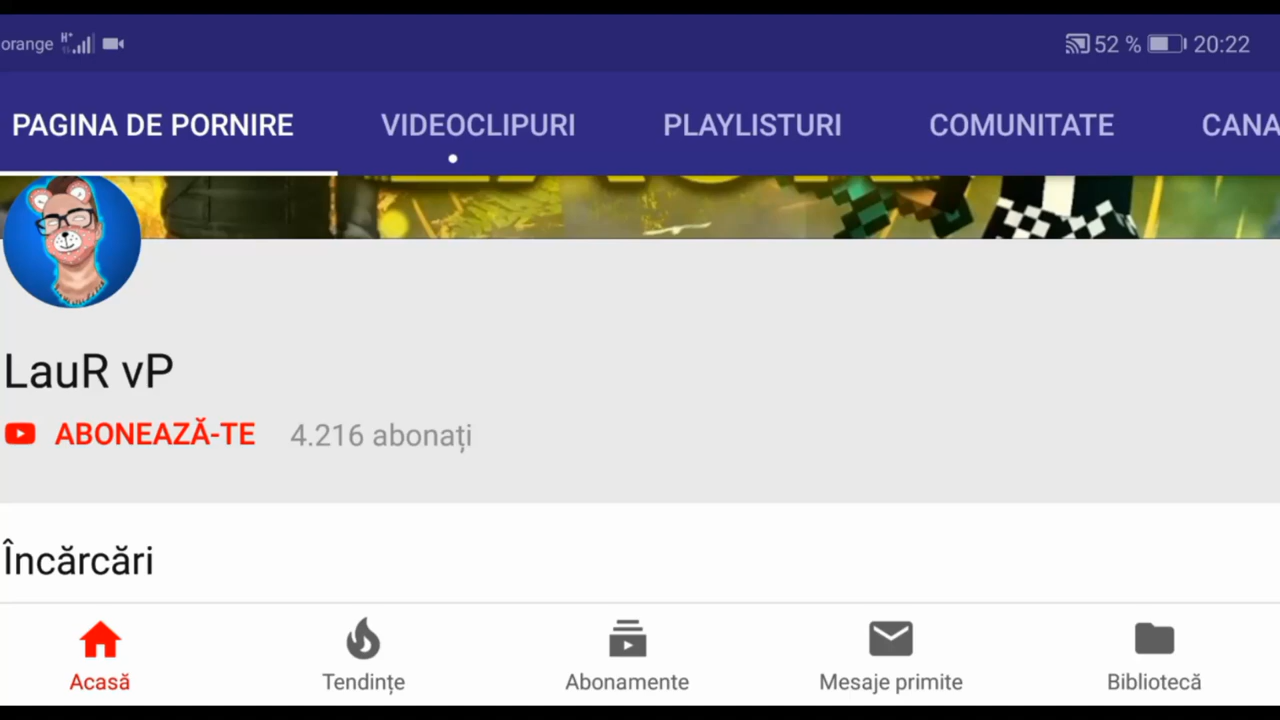 orange H+ 52 % 20:22
PAGINA DE PORNIRE VIDEOCLIPURI PLAYLISTURI COMUNITATE CANA
LauR vP
ABONEAZĂ-TE 4.216 abonați
Încărcări
Acasă Tendințe Abonamente Mesaje primite Bibliotecă